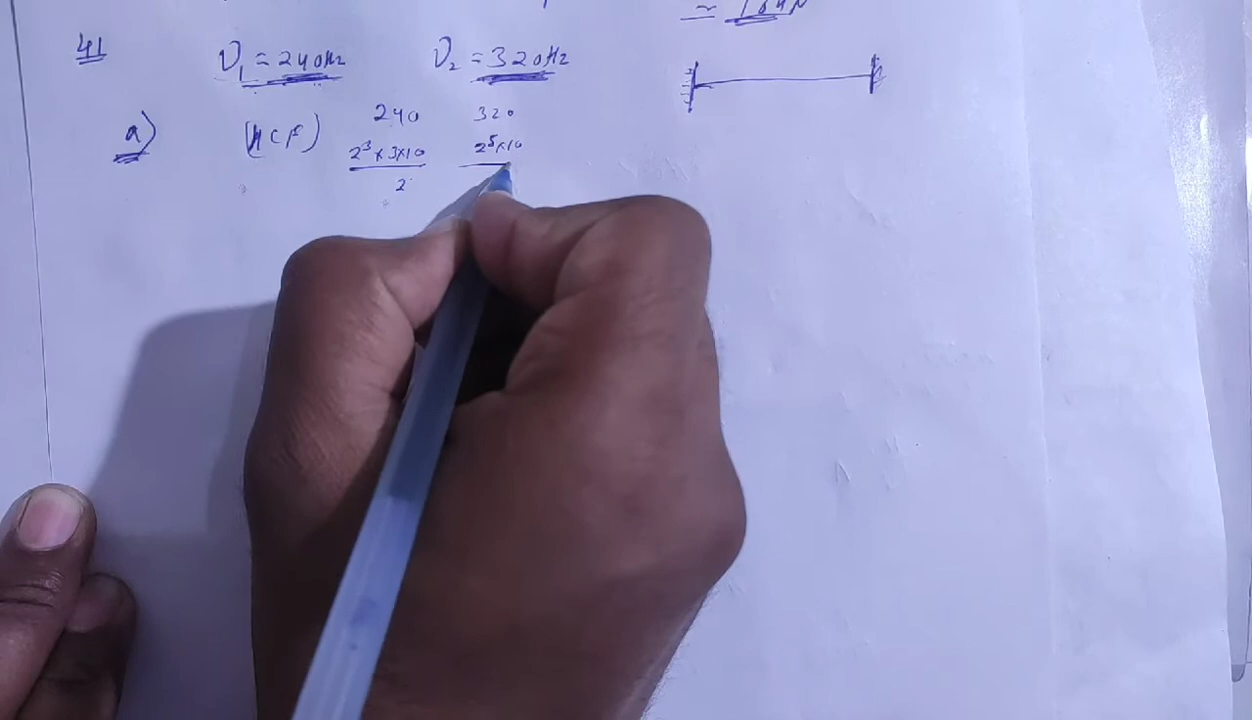 41 ν₁ = 240Hz ν₂ = 320Hz
a) (HCF) 240 320
2³×3×10 2⁵×10
2